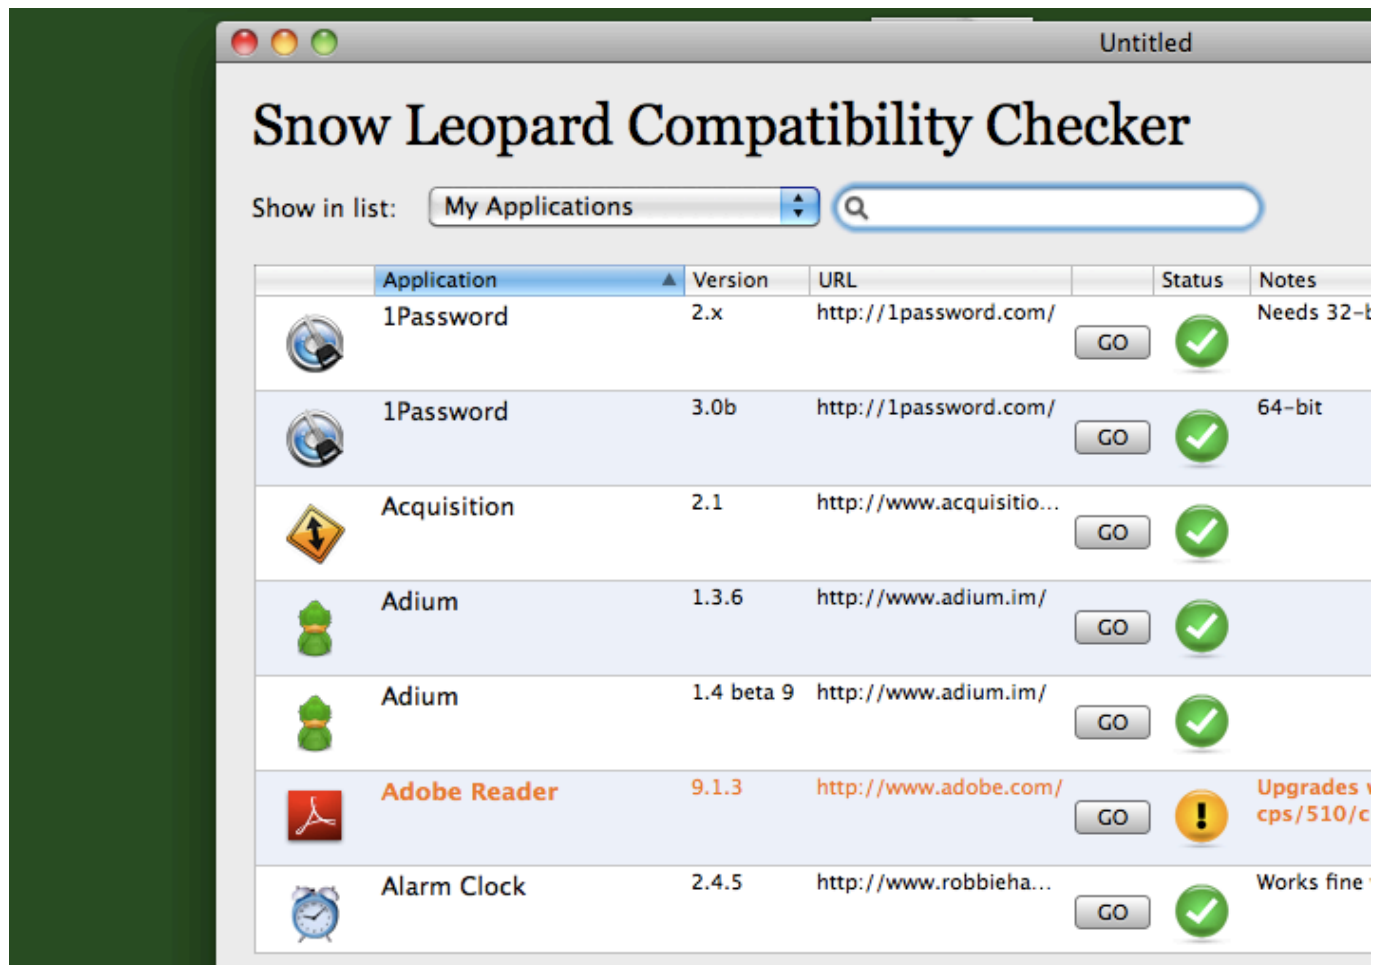 Untitled
Snow Leopard Compatibility Checker
Show in list: My Applications
Application Version URL Status Notes
1Password 2.x http://1password.com/ GO Needs 32-b
1Password 3.0b http://1password.com/ GO 64-bit
Acquisition 2.1 http://www.acquisitio... GO
Adium 1.3.6 http://www.adium.im/ GO
Adium 1.4 beta 9 http://www.adium.im/ GO
Adobe Reader 9.1.3 http://www.adobe.com/ GO Upgrades
cps/510/c
Alarm Clock 2.4.5 http://www.robbieha... GO Works fine